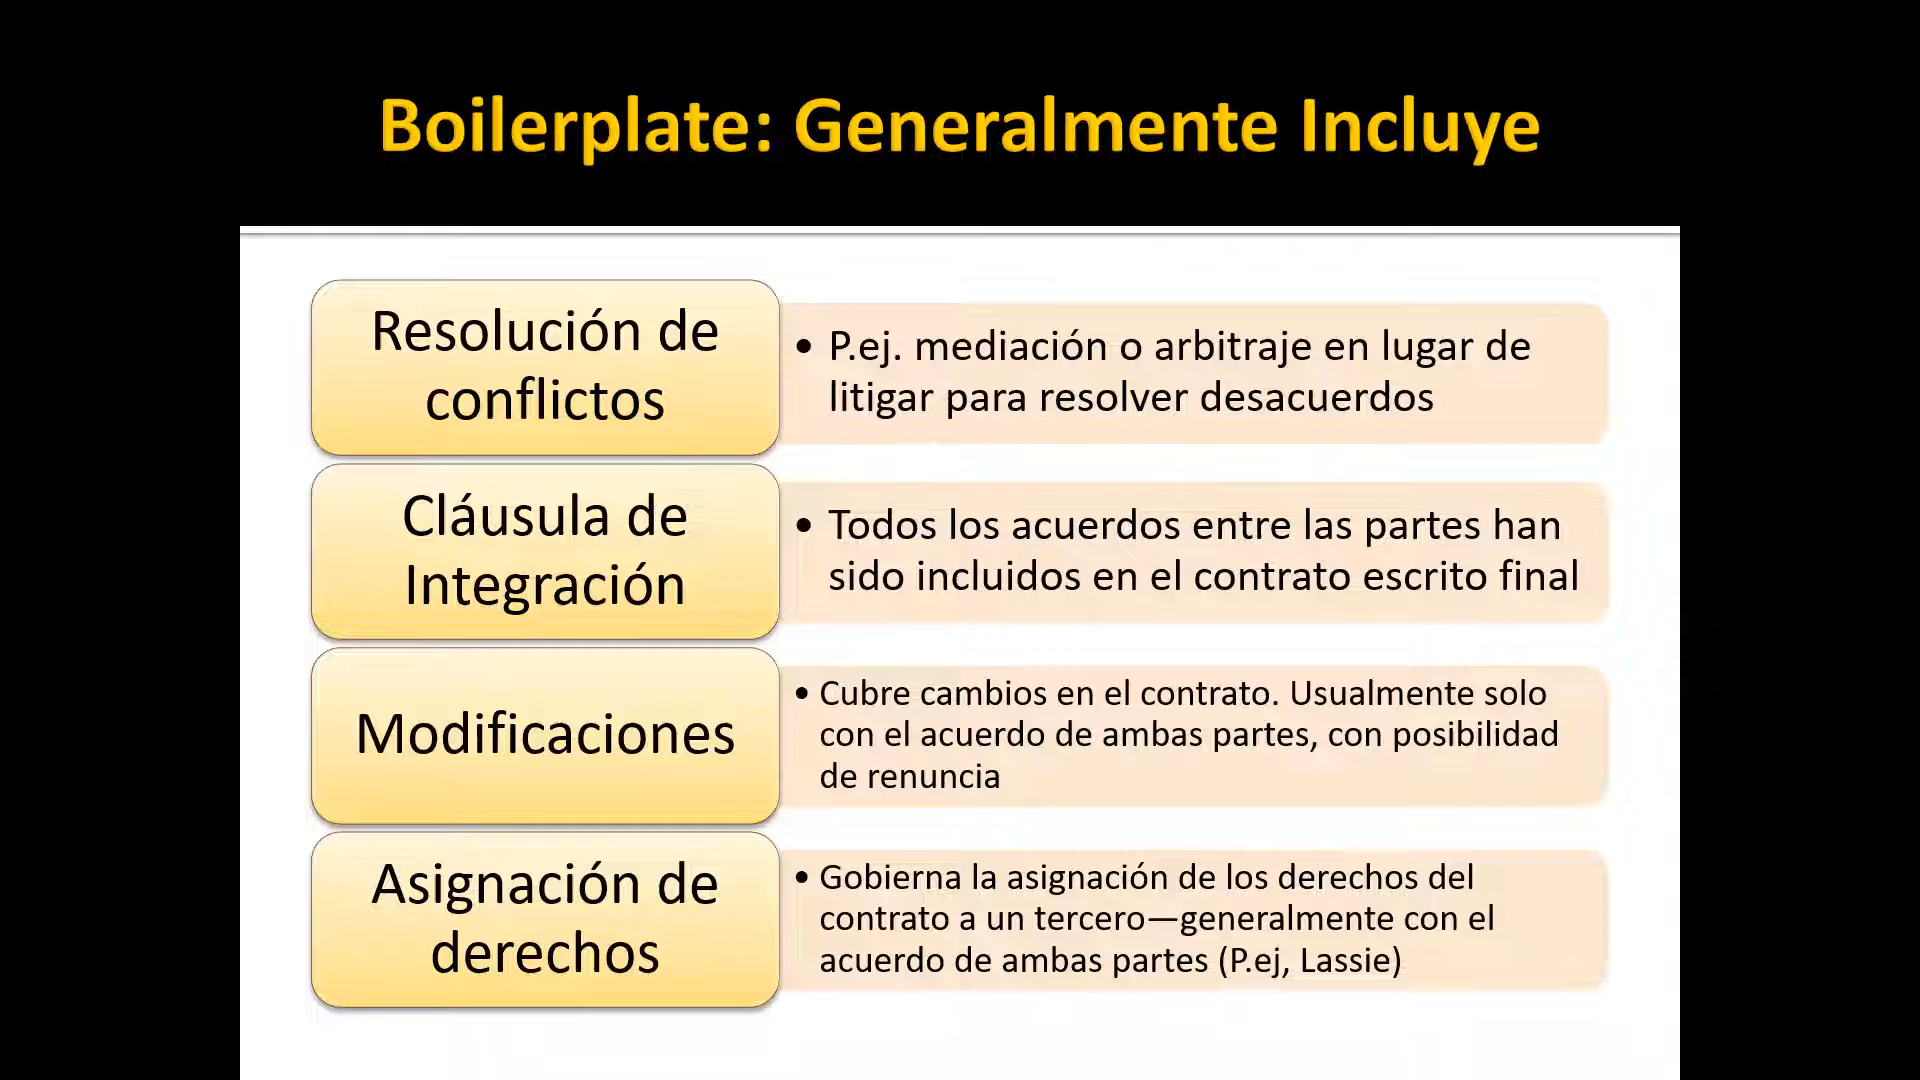 Boilerplate: Generalmente Incluye
Resolución de
conflictos
• P.ej. mediación o arbitraje en lugar de
litigar para resolver desacuerdos
Cláusula de
Integración
• Todos los acuerdos entre las partes han
sido incluidos en el contrato escrito final
Modificaciones
• Cubre cambios en el contrato. Usualmente solo
con el acuerdo de ambas partes, con posibilidad
de renuncia
Asignación de
derechos
• Gobierna la asignación de los derechos del
contrato a un tercero—generalmente con el
acuerdo de ambas partes (P.ej, Lassie)